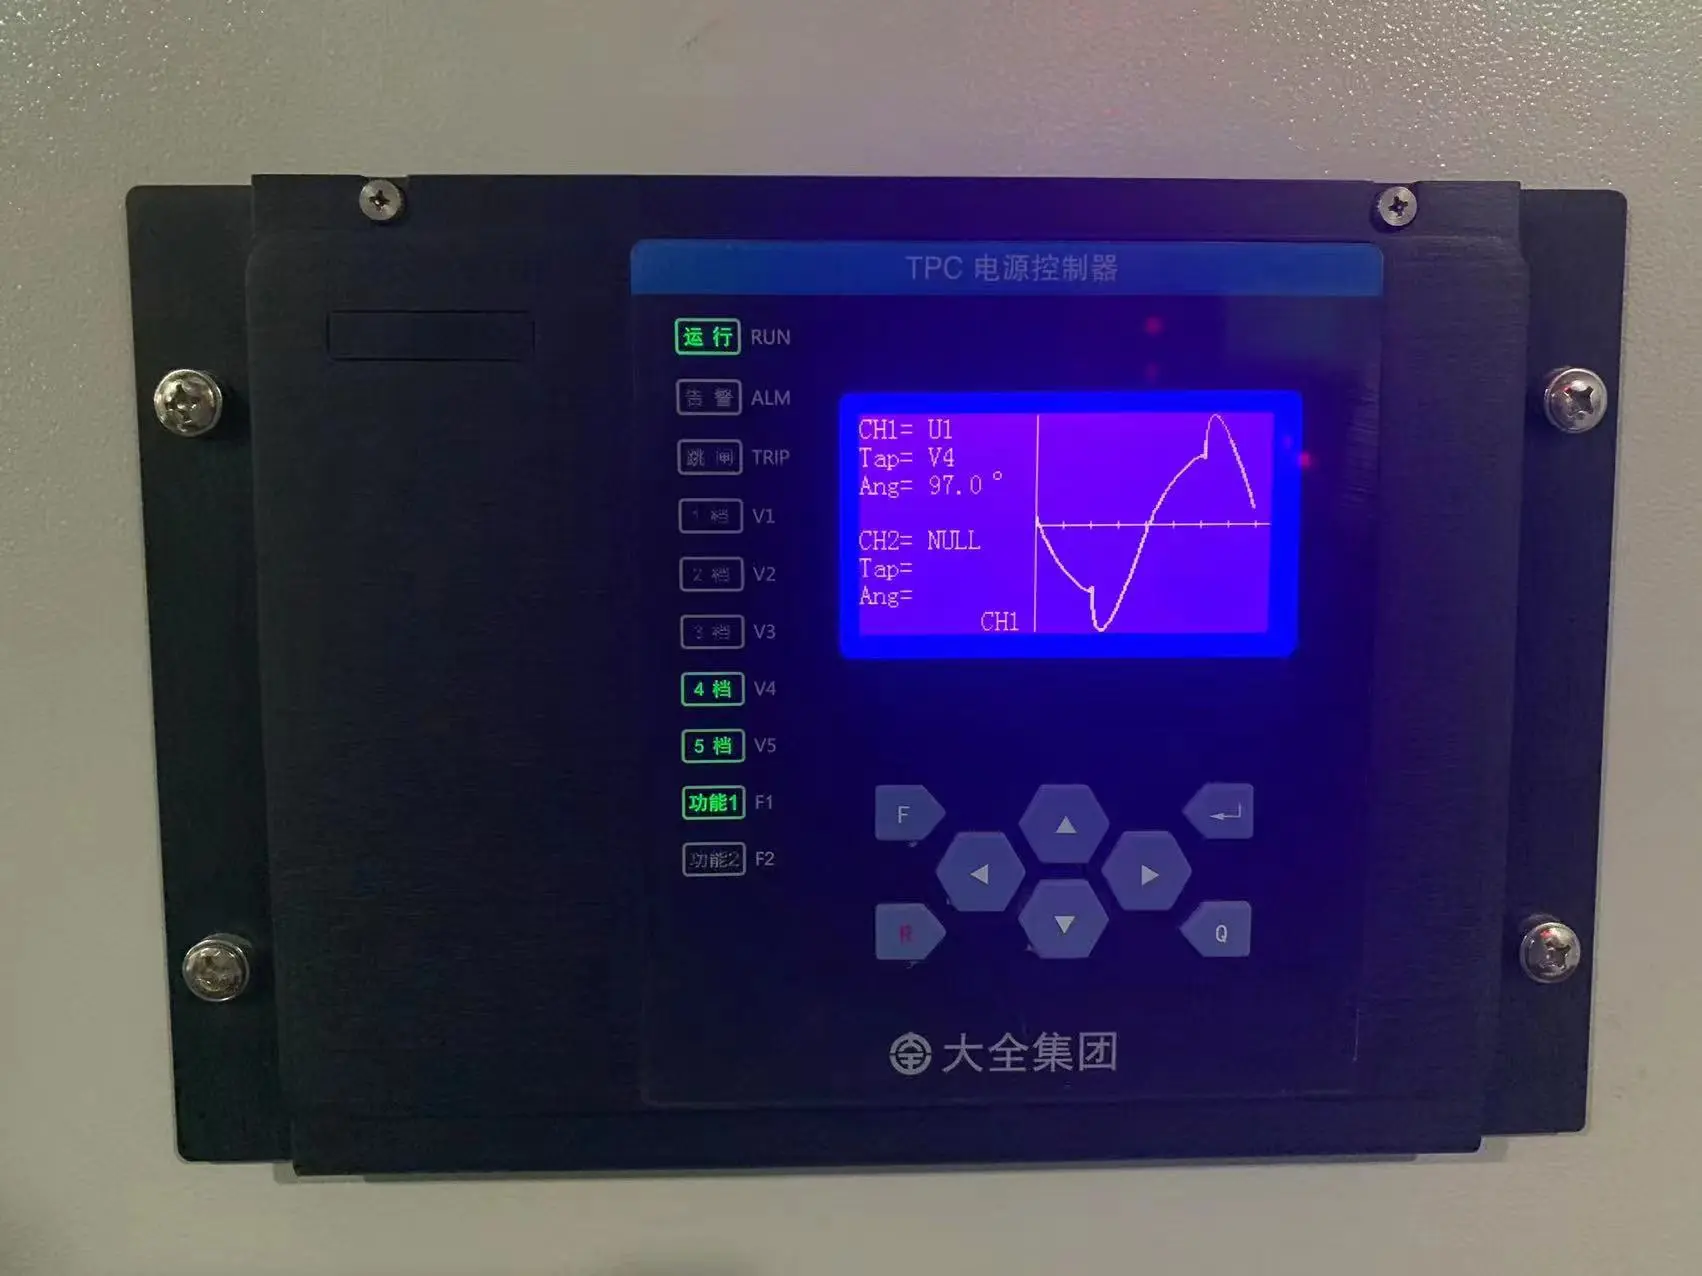 TPC 电源控制器
运行 RUN
告警 ALM
跳闸 TRIP
1 档 V1
2 档 V2
3 档 V3
4 档 V4
5 档 V5
功能1 F1
功能2 F2
CH1= U1
Tap= V4
Ang= 97.0 °
CH2= NULL
Tap=
Ang=
CH1
F
R
Q
大全集团